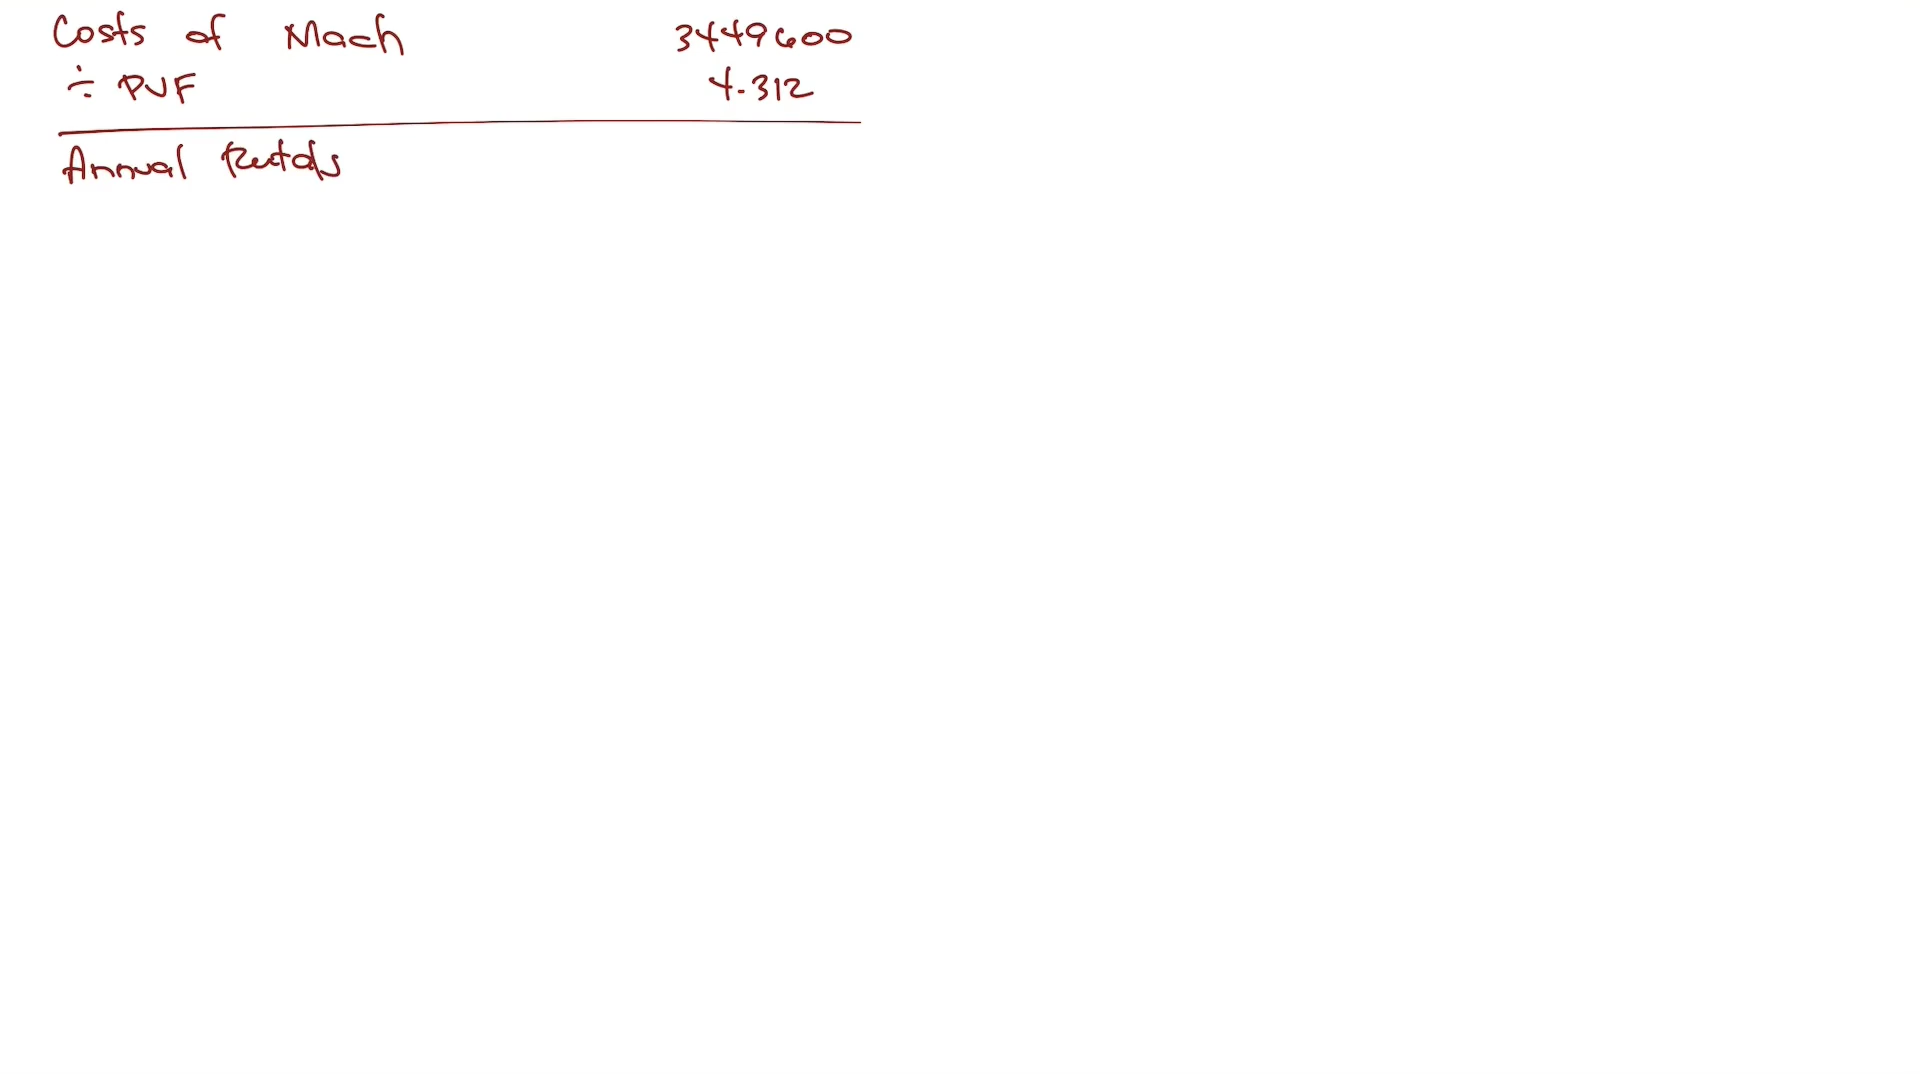 Costs of Mach 3449600
÷ PVF 4.312
Annual Rentals